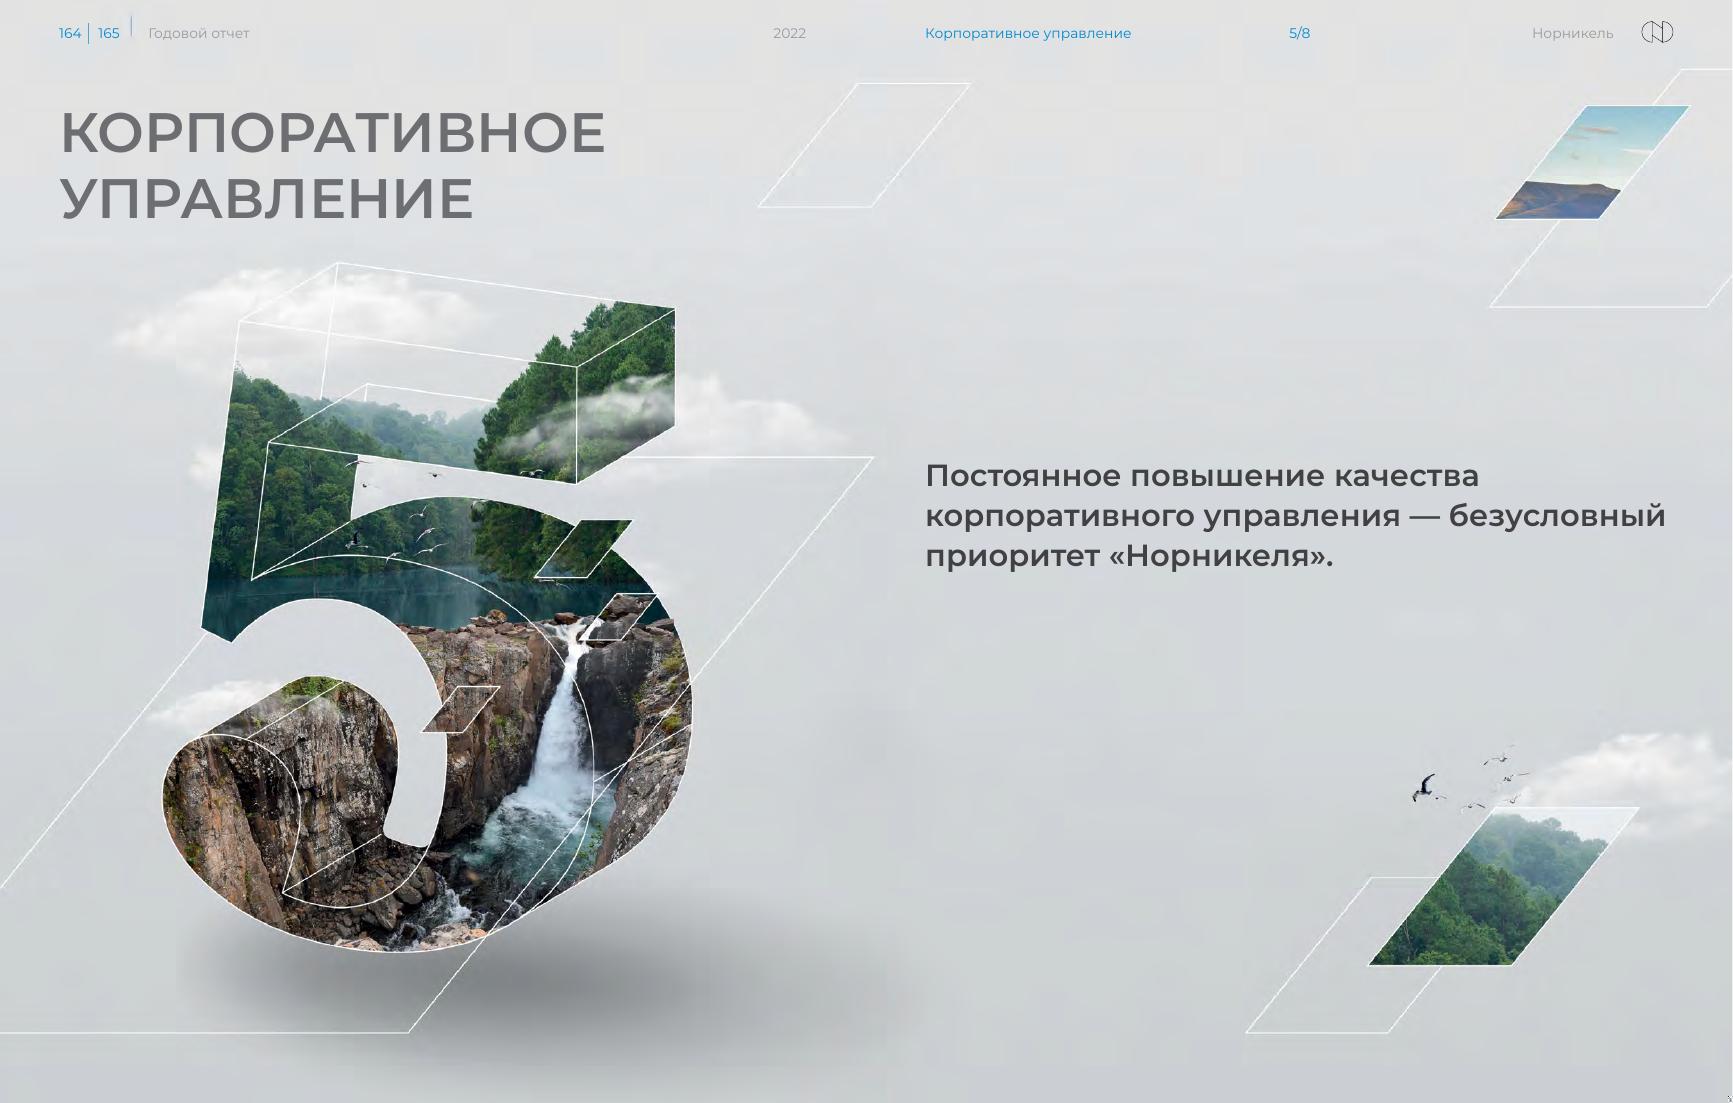 164 | 165 Годовой отчет 2022 Корпоративное управление 5/8 Норникель
КОРПОРАТИВНОЕ
УПРАВЛЕНИЕ
5
Постоянное повышение качества
корпоративного управления — безусловный
приоритет «Норникеля».